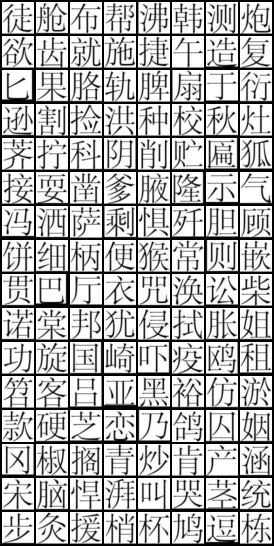 徒舱布帮沸韩测炮
欲齿就施捷午造复
匕果胳轨脾扇于衍
逊割捡洪种校秋灶
荠拧科阴削贮匾狐
接耍凿爹腋隆示气
冯洒萨剩惧歼胆顾
饼细柄便猴常则嵌
贯巴厅衣咒涣讼柴
诺棠邦犹侵拭胀姐
功旋国崎吓疫鸥租
笤客吕亚黑裕仿淤
款硬芝恋乃鸽囚姻
冈椒搁青炒肯产涵
宋脑悍湃叫哭茎统
步灸援梢杯鸠逗栋